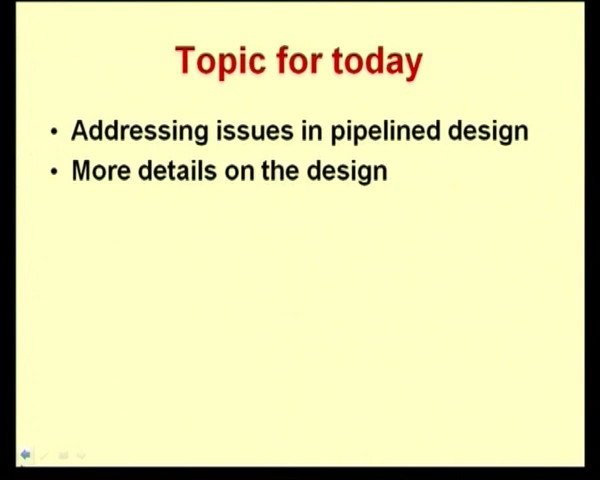 Topic for today
• Addressing issues in pipelined design
• More details on the design